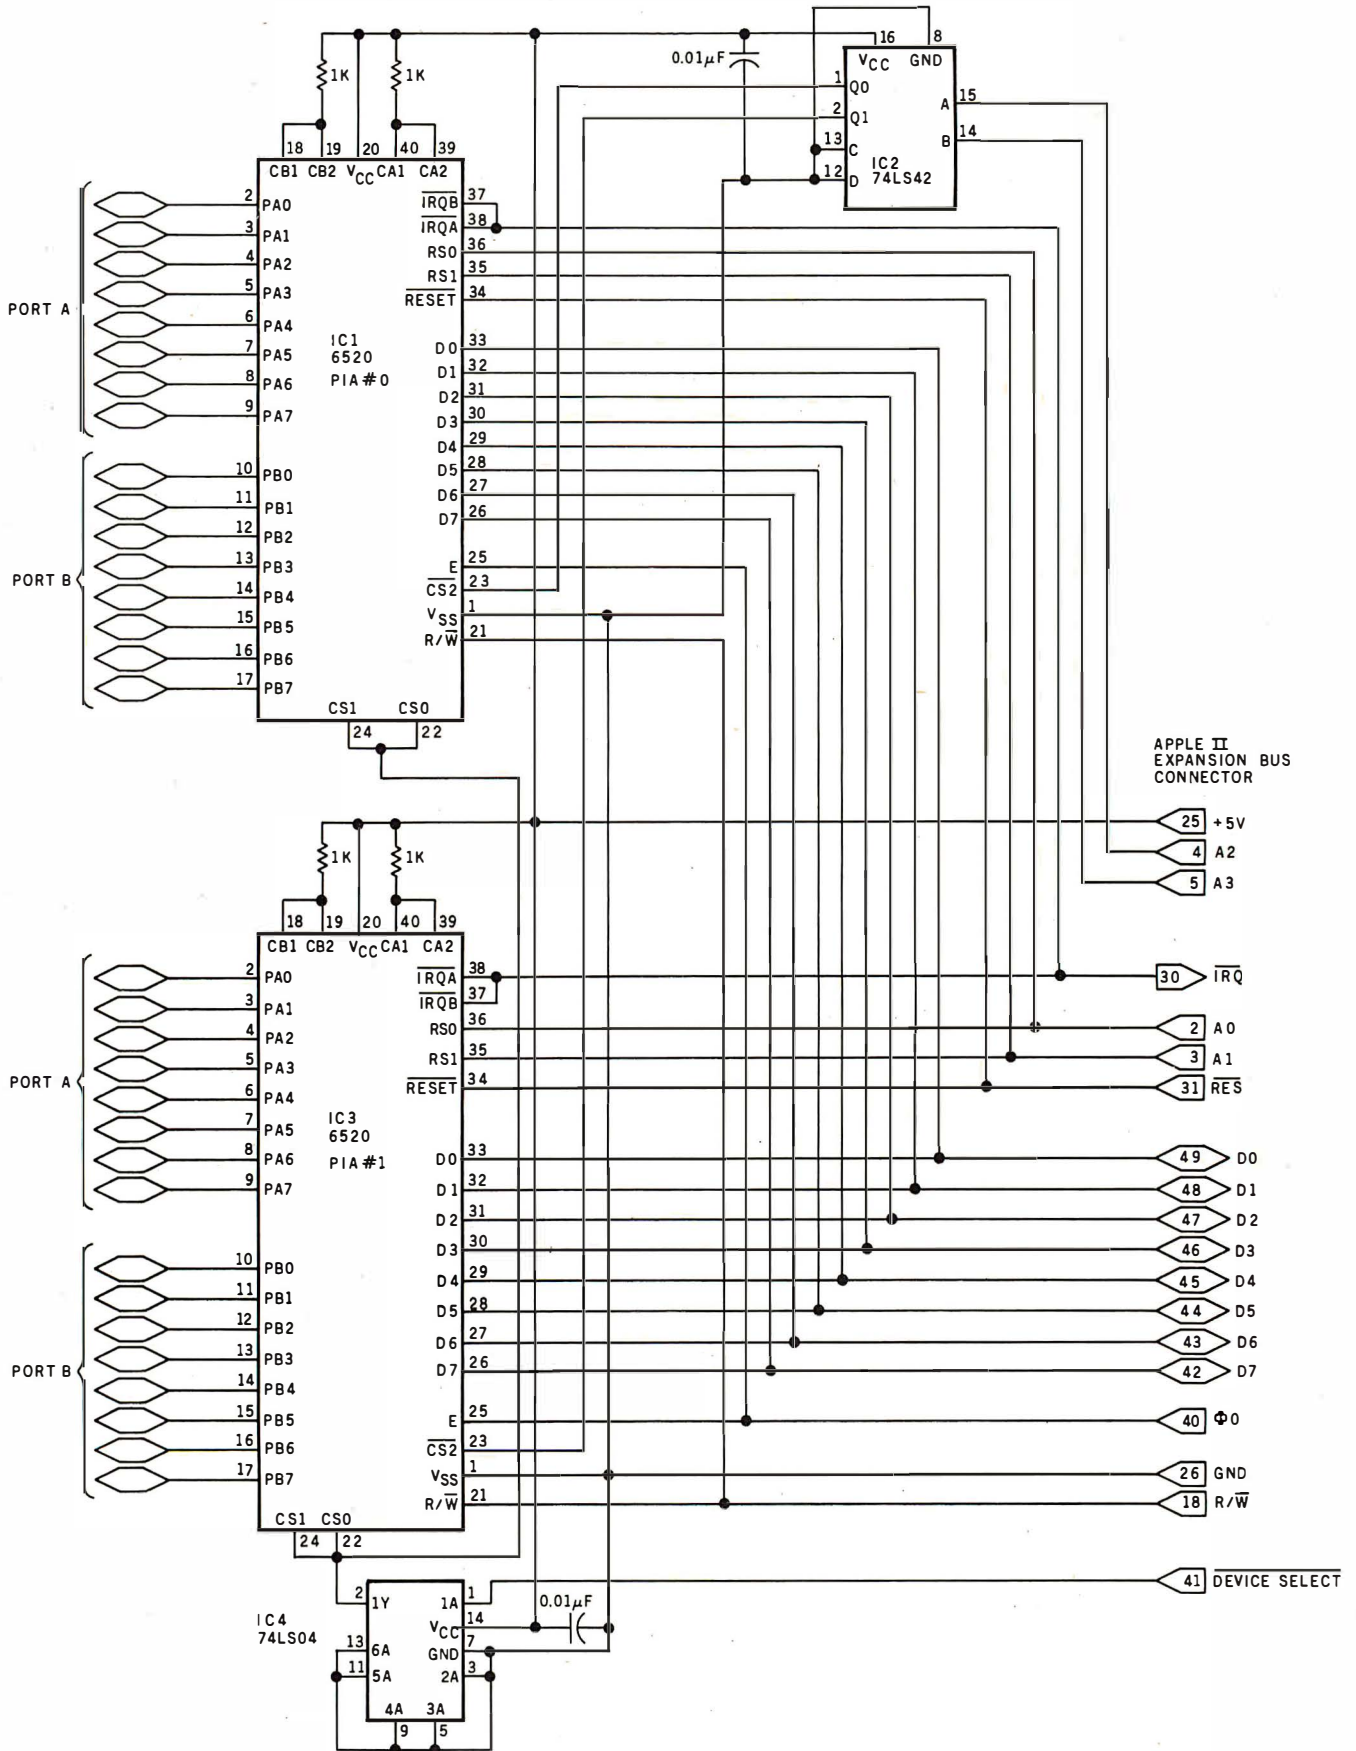 0.01µF
16 8
VCC GND
1 Q0
2 Q1
13 C
12 D
A 15
B 14
IC2
74LS42
1K 1K
18 19 20 40 39
CB1 CB2 VCC CA1 CA2
PORT A
2 PA0
3 PA1
4 PA2
5 PA3
6 PA4
7 PA5
8 PA6
9 PA7
PORT B
10 PB0
11 PB1
12 PB2
13 PB3
14 PB4
15 PB5
16 PB6
17 PB7
IC1
6520
PIA#0
IRQB 37
IRQA 38
RS0 36
RS1 35
RESET 34
D0 33
D1 32
D2 31
D3 30
D4 29
D5 28
D6 27
D7 26
E 25
CS2 23
VSS 1
R/W 21
CS1 CS0
24 22
APPLE II
EXPANSION BUS
CONNECTOR
25 +5V
4 A2
5 A3
30 IRQ
2 A0
3 A1
31 RES
49 D0
48 D1
47 D2
46 D3
45 D4
44 D5
43 D6
42 D7
40 Φ0
26 GND
18 R/W
41 DEVICE SELECT
1K 1K
18 19 20 40 39
CB1 CB2 VCC CA1 CA2
PORT A
2 PA0
3 PA1
4 PA2
5 PA3
6 PA4
7 PA5
8 PA6
9 PA7
PORT B
10 PB0
11 PB1
12 PB2
13 PB3
14 PB4
15 PB5
16 PB6
17 PB7
IC3
6520
PIA#1
IRQA 38
IRQB 37
RS0 36
RS1 35
RESET 34
D0 33
D1 32
D2 31
D3 30
D4 29
D5 28
D6 27
D7 26
E 25
CS2 23
VSS 1
R/W 21
CS1 CS0
24 22
IC4
74LS04
2 1Y
13 6A
11 5A
1A 1
VCC 14
GND 7
2A 3
4A 3A
9 5
0.01µF